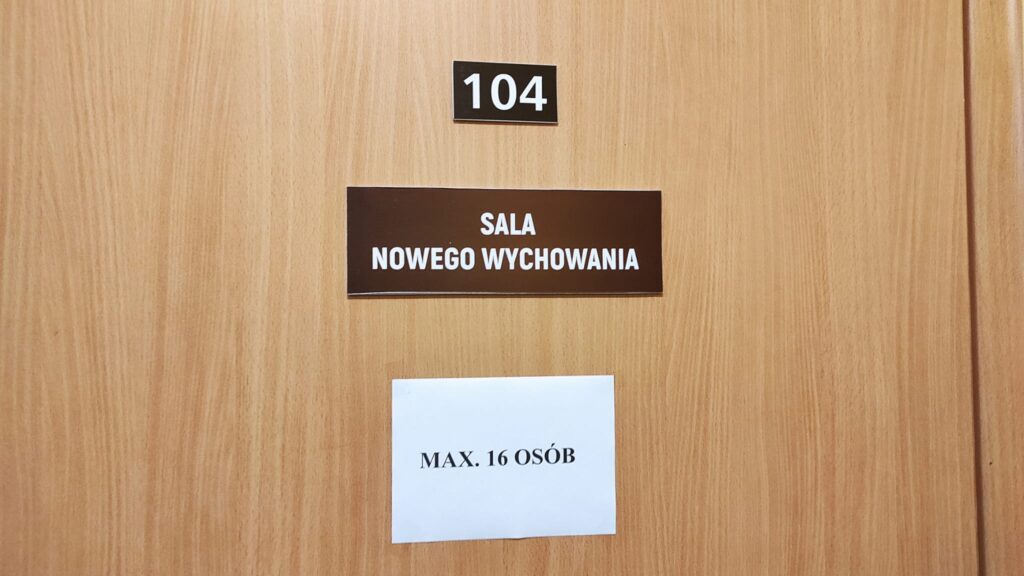 104
SALA
NOWEGO WYCHOWANIA
MAX. 16 OSÓB